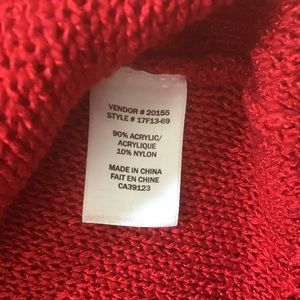 VENDOR # 20155
STYLE # 17F13-69
90% ACRYLIC/
ACRYLIQUE
10% NYLON
MADE IN CHINA
FAIT EN CHINE
CA39123